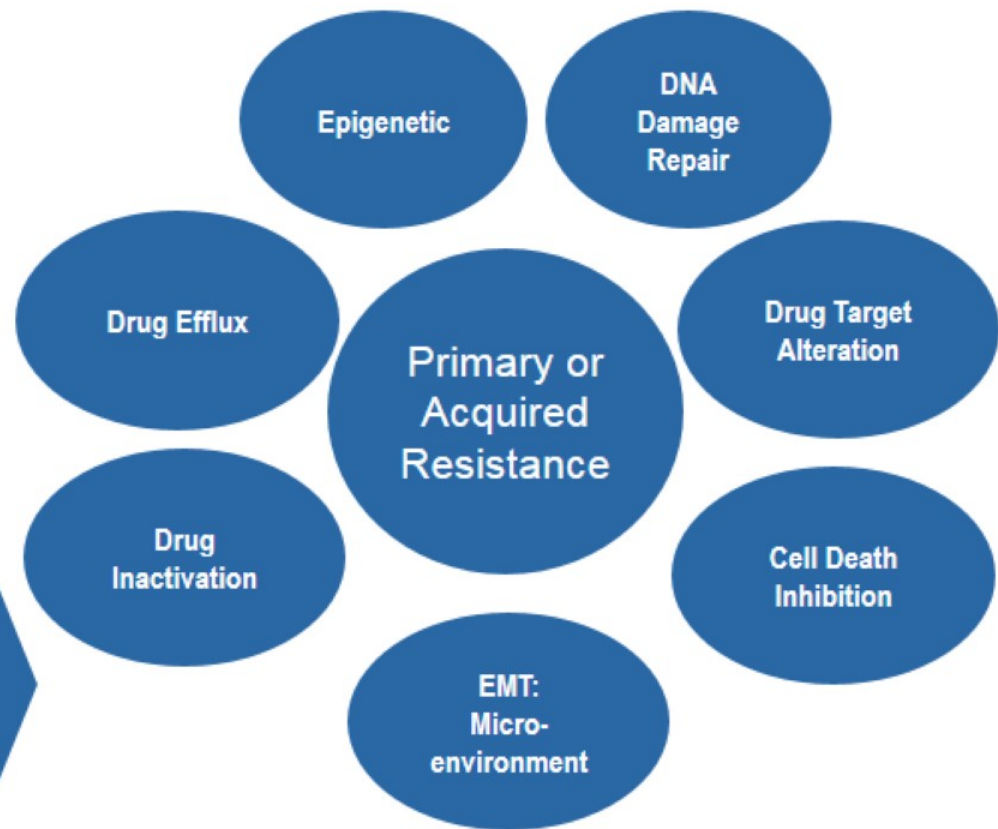 Epigenetic
DNA
Damage
Repair
Drug Efflux
Drug Target
Alteration
Primary or
Acquired
Resistance
Drug
Inactivation
Cell Death
Inhibition
EMT:
Micro-
environment